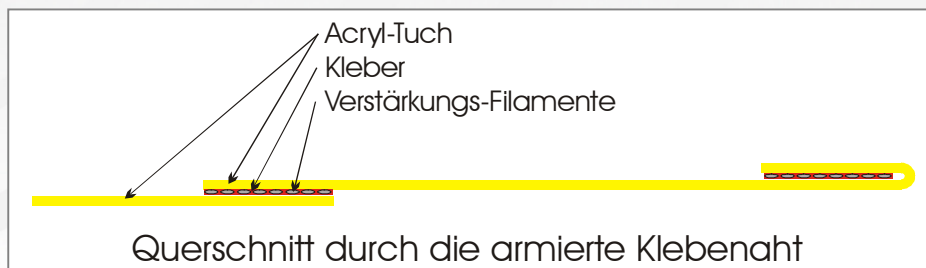 Acryl-Tuch
Kleber
Verstärkungs-Filamente
Querschnitt durch die armierte Klebenaht